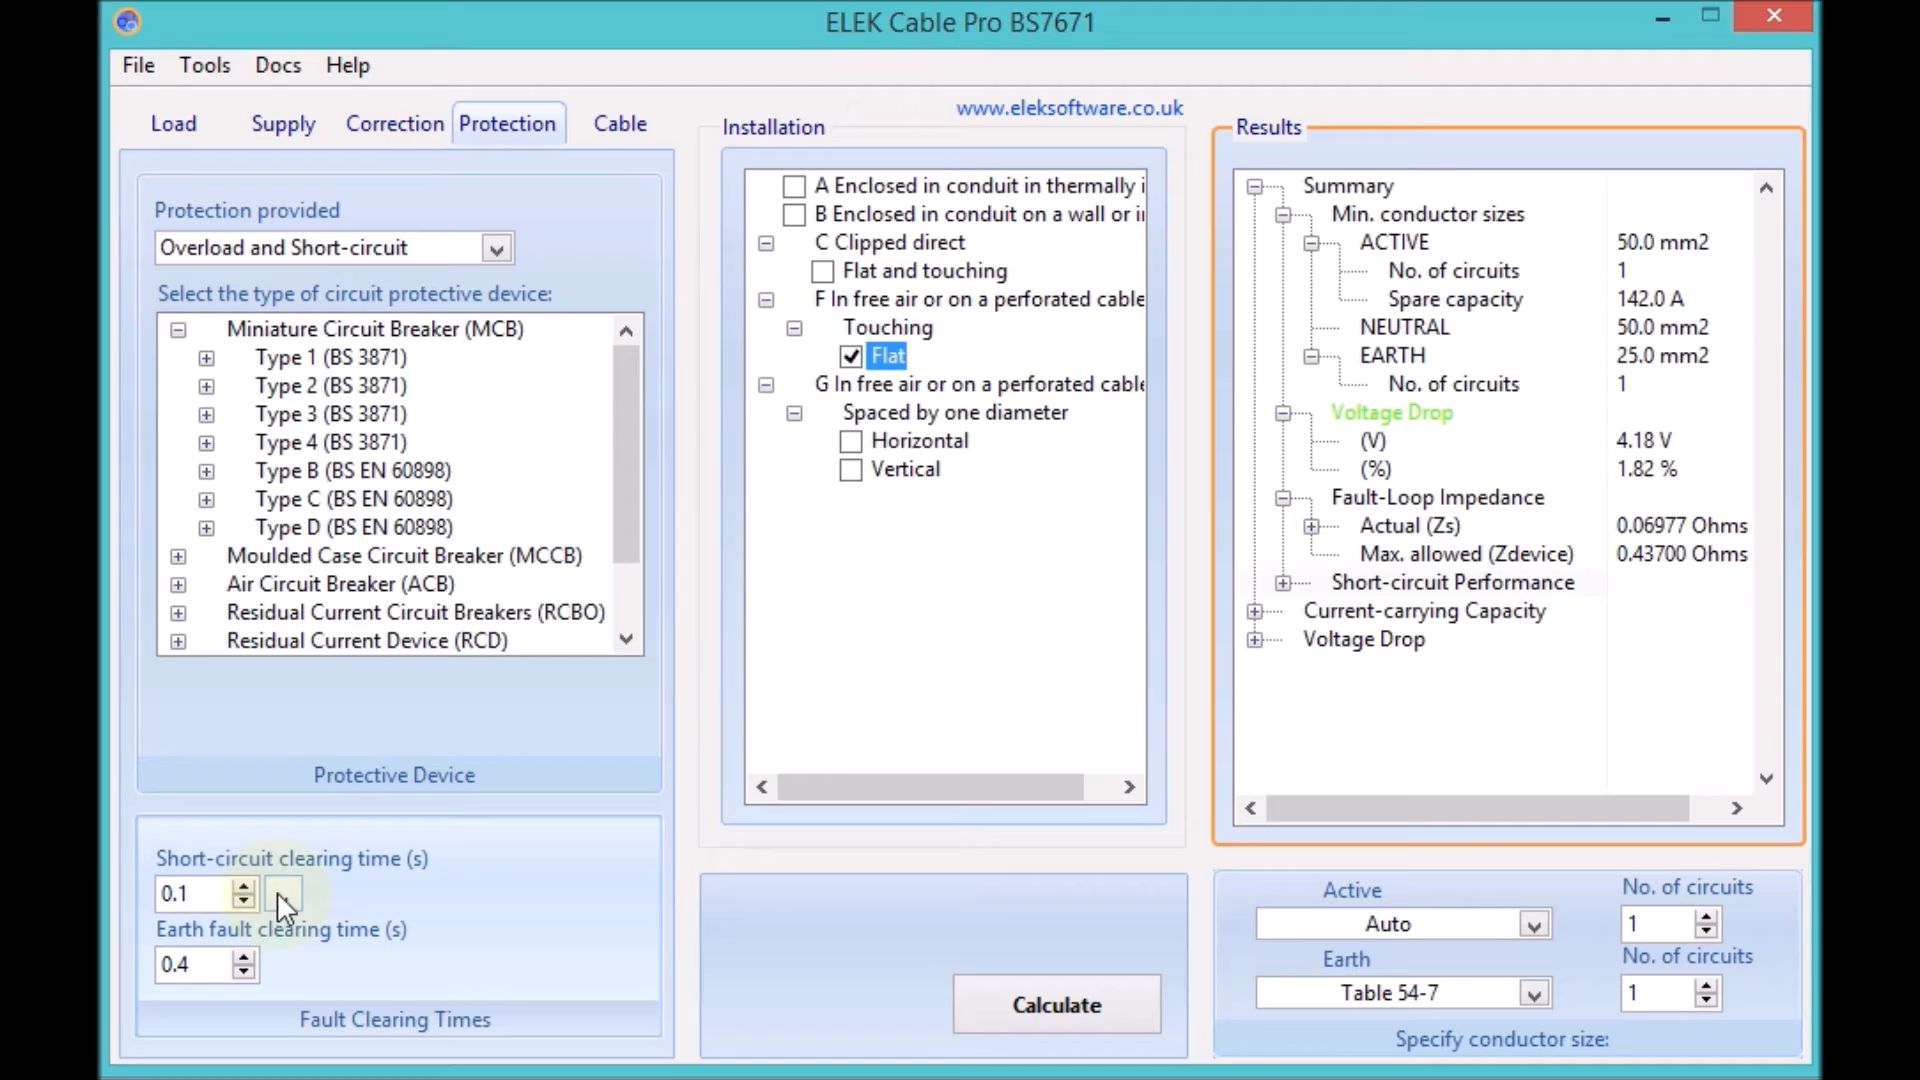 ELEK Cable Pro BS7671
File Tools Docs Help
Load Supply Correction Protection Cable
Protection provided
Overload and Short-circuit
Select the type of circuit protective device:
Miniature Circuit Breaker (MCB)
Type 1 (BS 3871)
Type 2 (BS 3871)
Type 3 (BS 3871)
Type 4 (BS 3871)
Type B (BS EN 60898)
Type C (BS EN 60898)
Type D (BS EN 60898)
Moulded Case Circuit Breaker (MCCB)
Air Circuit Breaker (ACB)
Residual Current Circuit Breakers (RCBO)
Residual Current Device (RCD)
Protective Device
Short-circuit clearing time (s)
0.1
Earth fault clearing time (s)
0.4
Fault Clearing Times
www.eleksoftware.co.uk
Installation
A Enclosed in conduit in thermally i
B Enclosed in conduit on a wall or in
C Clipped direct
Flat and touching
F In free air or on a perforated cable
Touching
Flat
G In free air or on a perforated cable
Spaced by one diameter
Horizontal
Vertical
Calculate
Results
Summary
Min. conductor sizes
ACTIVE 50.0 mm2
No. of circuits 1
Spare capacity 142.0 A
NEUTRAL 50.0 mm2
EARTH 25.0 mm2
No. of circuits 1
Voltage Drop
(V) 4.18 V
(%) 1.82 %
Fault-Loop Impedance
Actual (Zs) 0.06977 Ohms
Max. allowed (Zdevice) 0.43700 Ohms
Short-circuit Performance
Current-carrying Capacity
Voltage Drop
Active No. of circuits
Auto 1
Earth No. of circuits
Table 54-7 1
Specify conductor size: